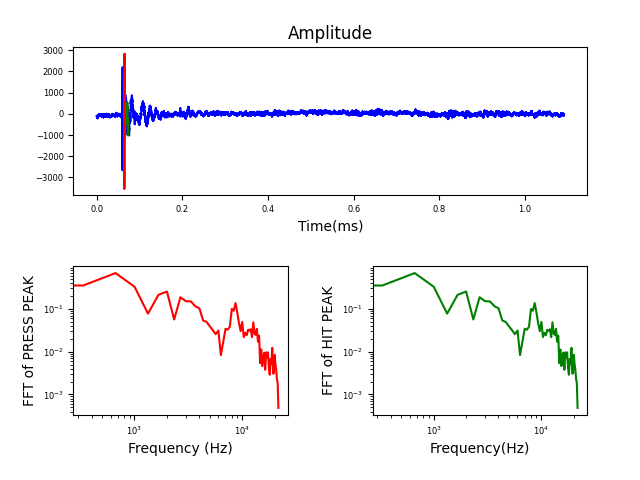 Amplitude
3000
2000
1000
0
−1000
−2000
−3000
0.0 0.2 0.4 0.6 0.8 1.0
Time(ms)
FFT of PRESS PEAK
10⁻¹
10⁻²
10⁻³
10³ 10⁴
Frequency (Hz)
FFT of HIT PEAK
10⁻¹
10⁻²
10⁻³
10³ 10⁴
Frequency(Hz)